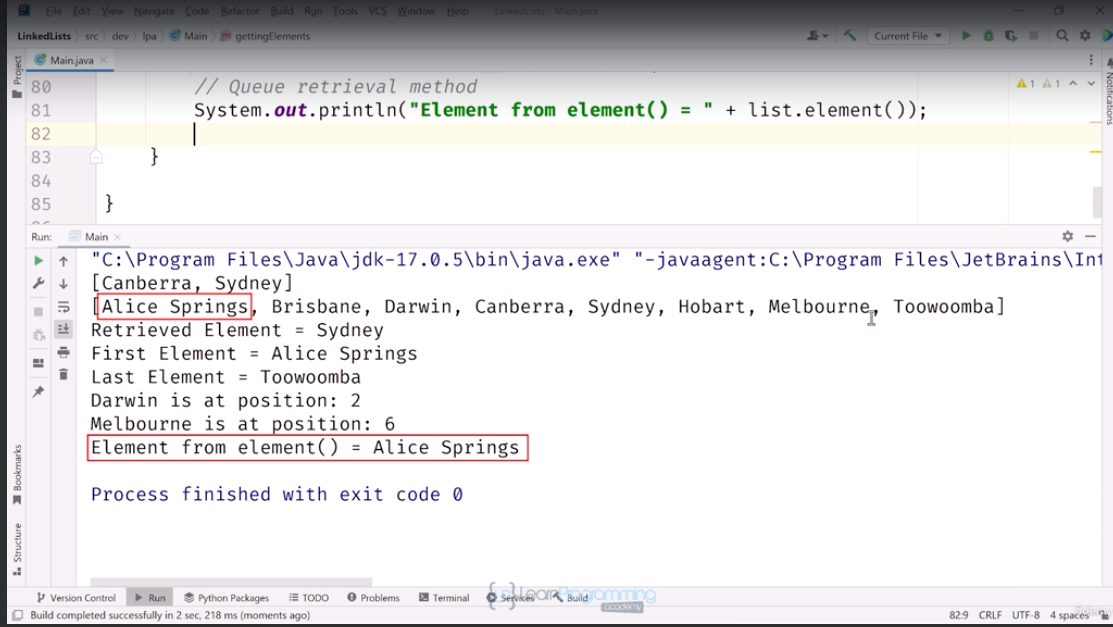 File Edit View Navigate Code Refactor Build Run Tools VCS Window Help LinkedLists - Main.java
LinkedLists src dev lpa Main gettingElements Current File
Project
Main.java
Notifications
80 // Queue retrieval method
1 1
81 System.out.println("Element from element() = " + list.element());
82
83 }
84
85 }
Run: Main
"C:\Program Files\Java\jdk-17.0.5\bin\java.exe" "-javaagent:C:\Program Files\JetBrains\Int
[Canberra, Sydney]
[Alice Springs, Brisbane, Darwin, Canberra, Sydney, Hobart, Melbourne, Toowoomba]
Retrieved Element = Sydney
First Element = Alice Springs
Last Element = Toowoomba
Darwin is at position: 2
Melbourne is at position: 6
Element from element() = Alice Springs
Process finished with exit code 0
Bookmarks
Structure
Version Control Run Python Packages TODO Problems Terminal Services Build
LearnProgramming
academy
Build completed successfully in 2 sec, 218 ms (moments ago) 82:9 CRLF UTF-8 4 spaces